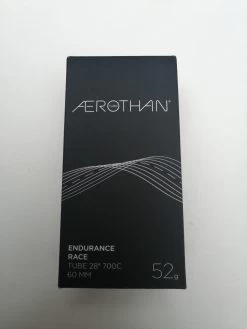 ÆROTHAN
ENDURANCE
RACE
TUBE 28" 700C
60 MM
52g